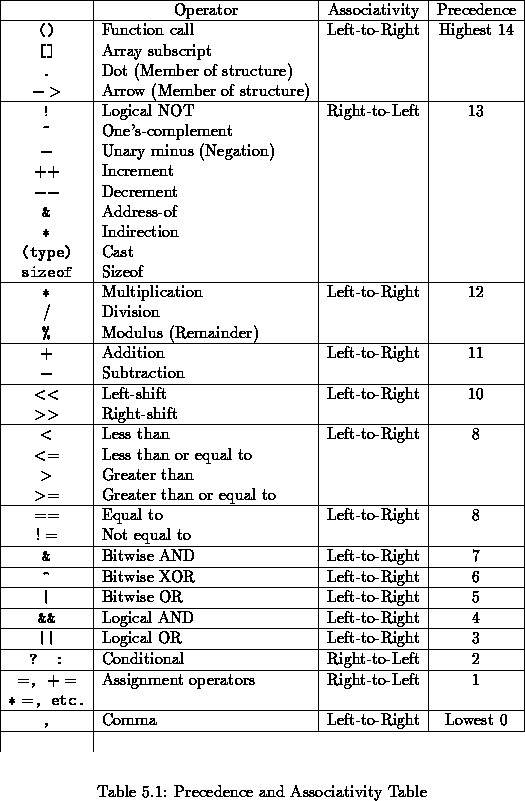 Operator Associativity Precedence
() Function call Left-to-Right Highest 14
[] Array subscript
. Dot (Member of structure)
−> Arrow (Member of structure)
! Logical NOT Right-to-Left 13
~ One's-complement
− Unary minus (Negation)
++ Increment
−− Decrement
& Address-of
* Indirection
(type) Cast
sizeof Sizeof
* Multiplication Left-to-Right 12
/ Division
% Modulus (Remainder)
+ Addition Left-to-Right 11
− Subtraction
<< Left-shift Left-to-Right 10
>> Right-shift
< Less than Left-to-Right 8
<= Less than or equal to
> Greater than
>= Greater than or equal to
== Equal to Left-to-Right 8
!= Not equal to
& Bitwise AND Left-to-Right 7
^ Bitwise XOR Left-to-Right 6
| Bitwise OR Left-to-Right 5
&& Logical AND Left-to-Right 4
|| Logical OR Left-to-Right 3
? : Conditional Right-to-Left 2
=, += Assignment operators Right-to-Left 1
*=, etc.
, Comma Left-to-Right Lowest 0
Table 5.1: Precedence and Associativity Table